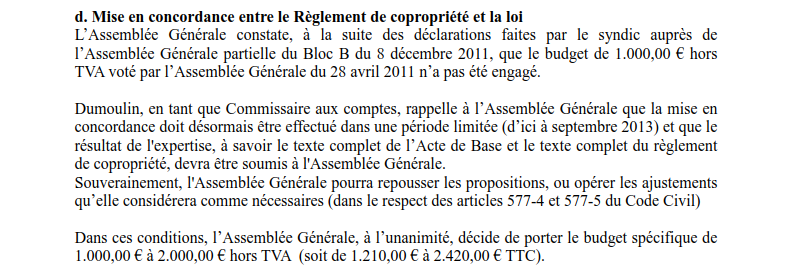 d. Mise en concordance entre le Règlement de copropriété et la loi
L’Assemblée Générale constate, à la suite des déclarations faites par le syndic auprès de
l’Assemblée Générale partielle du Bloc B du 8 décembre 2011, que le budget de 1.000,00 € hors
TVA voté par l’Assemblée Générale du 28 avril 2011 n’a pas été engagé.
Dumoulin, en tant que Commissaire aux comptes, rappelle à l’Assemblée Générale que la mise en
concordance doit désormais être effectué dans une période limitée (d’ici à septembre 2013) et que le
résultat de l'expertise, à savoir le texte complet de l’Acte de Base et le texte complet du règlement
de copropriété, devra être soumis à l'Assemblée Générale.
Souverainement, l'Assemblée Générale pourra repousser les propositions, ou opérer les ajustements
qu’elle considérera comme nécessaires (dans le respect des articles 577-4 et 577-5 du Code Civil)
Dans ces conditions, l’Assemblée Générale, à l’unanimité, décide de porter le budget spécifique de
1.000,00 € à 2.000,00 € hors TVA (soit de 1.210,00 € à 2.420,00 € TTC).